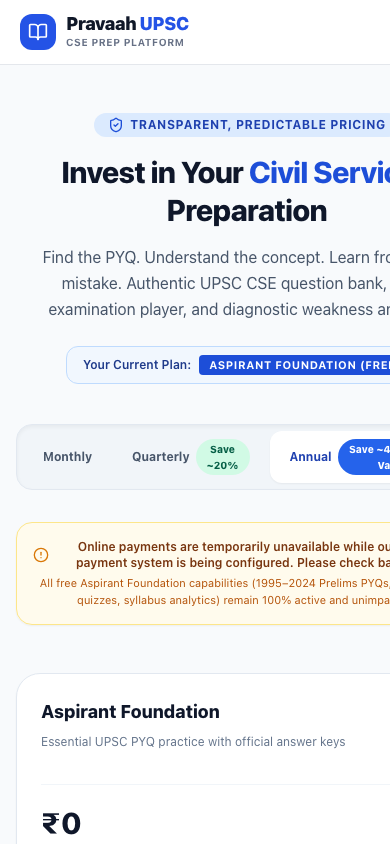 Pravaah UPSC
CSE PREP PLATFORM
TRANSPARENT, PREDICTABLE PRICING
Invest in Your Civil Servic
Preparation
Find the PYQ. Understand the concept. Learn fro
mistake. Authentic UPSC CSE question bank,
examination player, and diagnostic weakness an
Your Current Plan: ASPIRANT FOUNDATION (FREE
Monthly Quarterly Save ~20% Annual Save ~4
Va
Online payments are temporarily unavailable while ou
payment system is being configured. Please check ba
All free Aspirant Foundation capabilities (1995–2024 Prelims PYQs,
quizzes, syllabus analytics) remain 100% active and unimpa
Aspirant Foundation
Essential UPSC PYQ practice with official answer keys
₹0